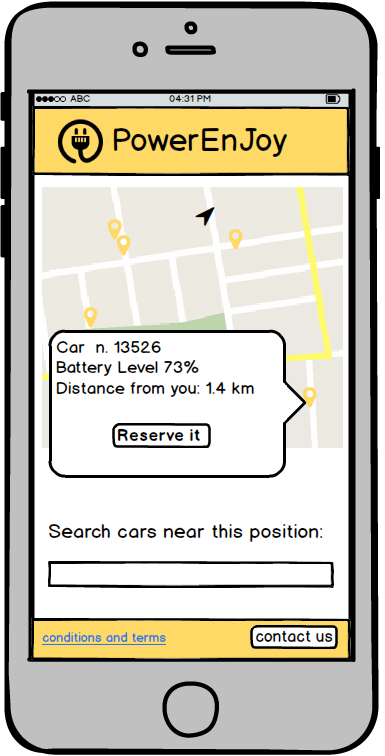 ABC 04:31 PM
PowerEnJoy
Car n. 13526
Battery Level 73%
Distance from you: 1.4 km
Reserve it
Search cars near this position:
conditions and terms contact us